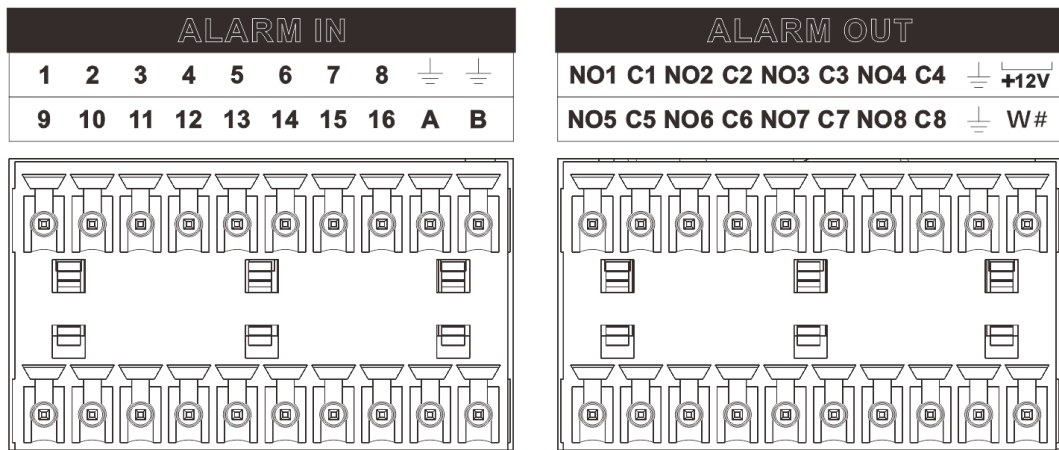 ALARM IN
1 2 3 4 5 6 7 8 ⏚ ⏚
9 10 11 12 13 14 15 16 A B
ALARM OUT
NO1 C1 NO2 C2 NO3 C3 NO4 C4 ⏚ +12V
NO5 C5 NO6 C6 NO7 C7 NO8 C8 ⏚ W#